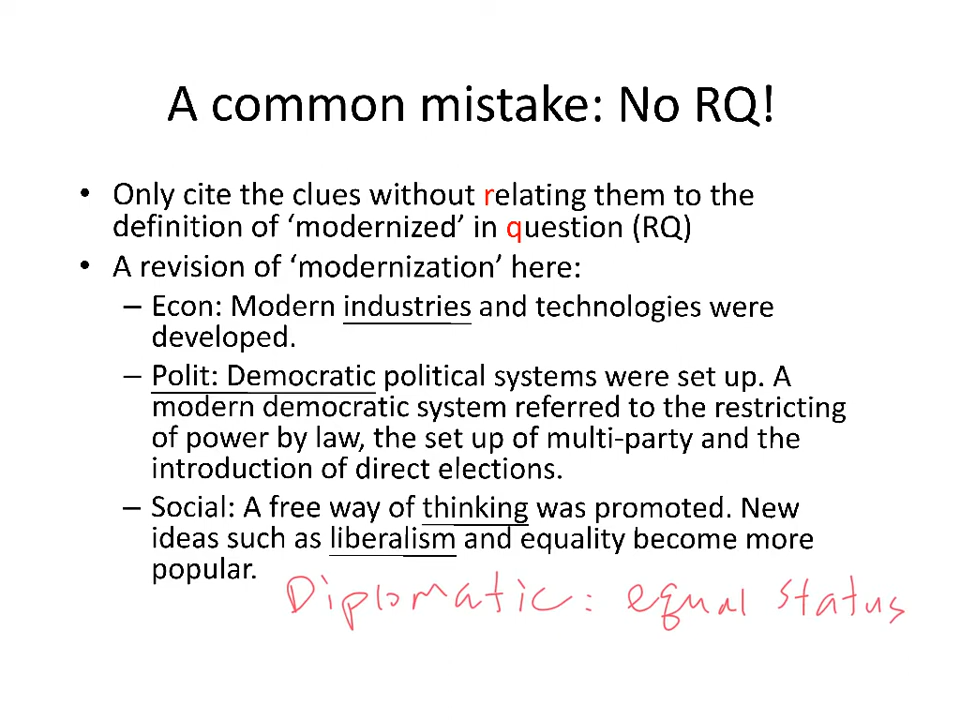 A common mistake: No RQ!
• Only cite the clues without relating them to the
definition of ‘modernized’ in question (RQ)
• A revision of ‘modernization’ here:
– Econ: Modern industries and technologies were
developed.
– Polit: Democratic political systems were set up. A
modern democratic system referred to the restricting
of power by law, the set up of multi-party and the
introduction of direct elections.
– Social: A free way of thinking was promoted. New
ideas such as liberalism and equality become more
popular.
Diplomatic: equal status